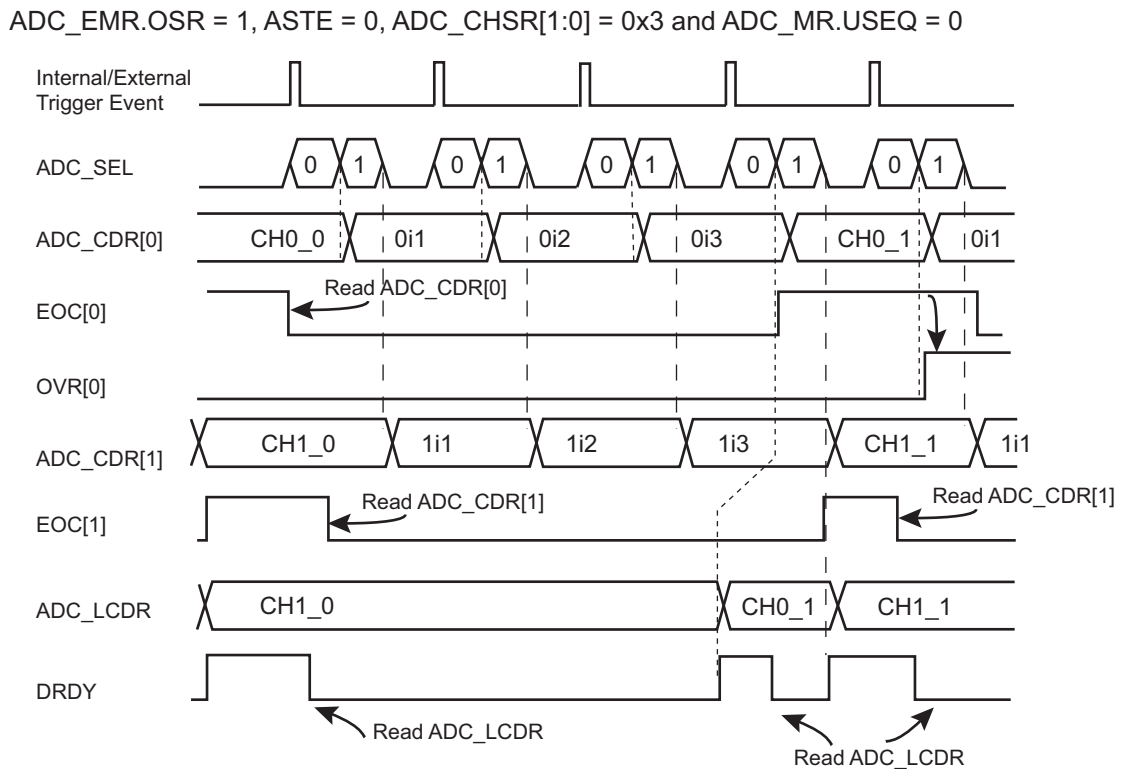 ADC_EMR.OSR = 1, ASTE = 0, ADC_CHSR[1:0] = 0x3 and ADC_MR.USEQ = 0
Internal/External
Trigger Event
ADC_SEL 0 1 0 1 0 1 0 1 0 1
ADC_CDR[0] CH0_0 0i1 0i2 0i3 CH0_1 0i1
Read ADC_CDR[0]
EOC[0]
OVR[0]
ADC_CDR[1] CH1_0 1i1 1i2 1i3 CH1_1 1i1
Read ADC_CDR[1] Read ADC_CDR[1]
EOC[1]
ADC_LCDR CH1_0 CH0_1 CH1_1
DRDY
Read ADC_LCDR
Read ADC_LCDR